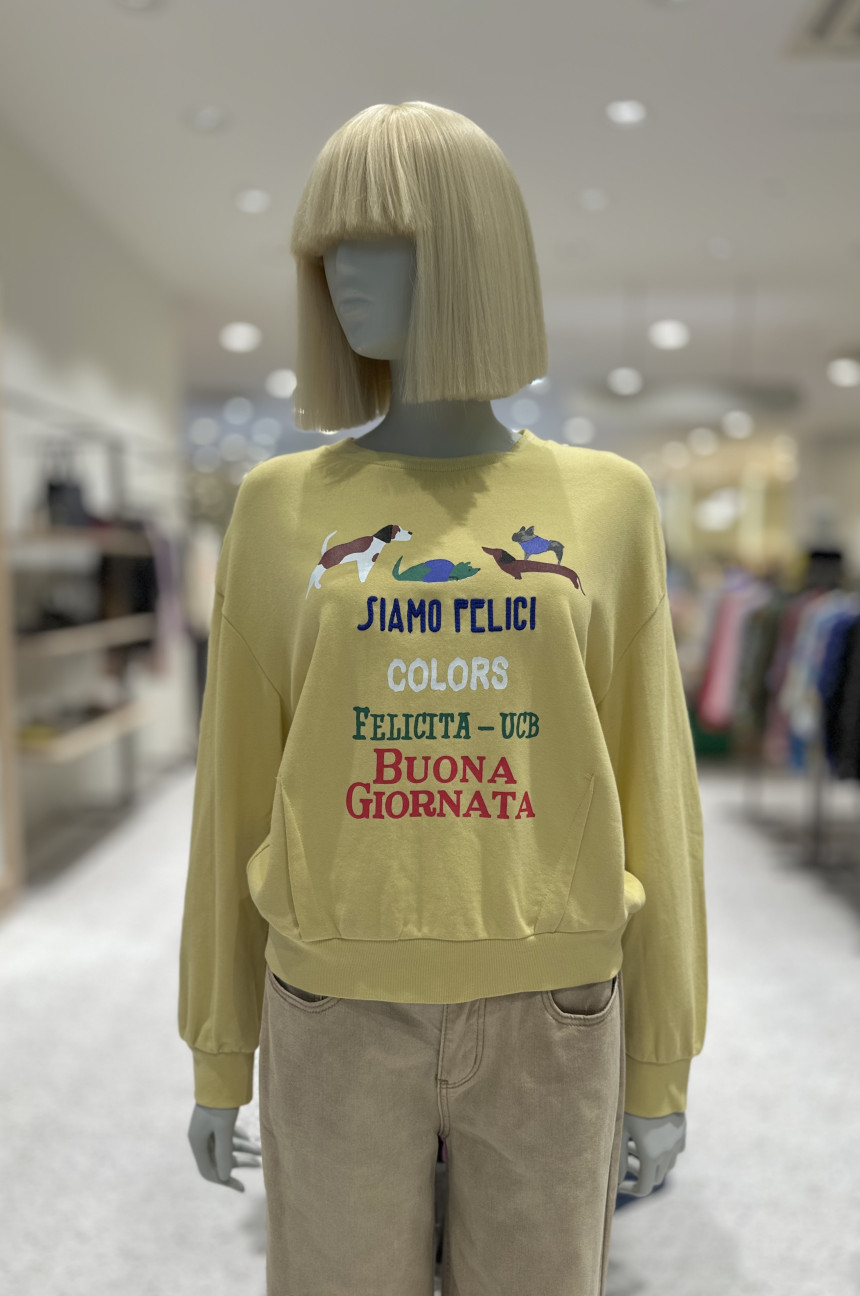 SIAMO FELICI
COLORS
FELICITA – UCB
BUONA
GIORNATA